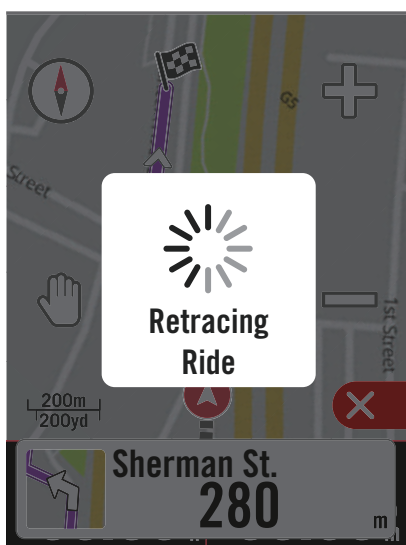 G5
Street
1st Street
Retracing
Ride
200m
200yd
Sherman St.
280
m